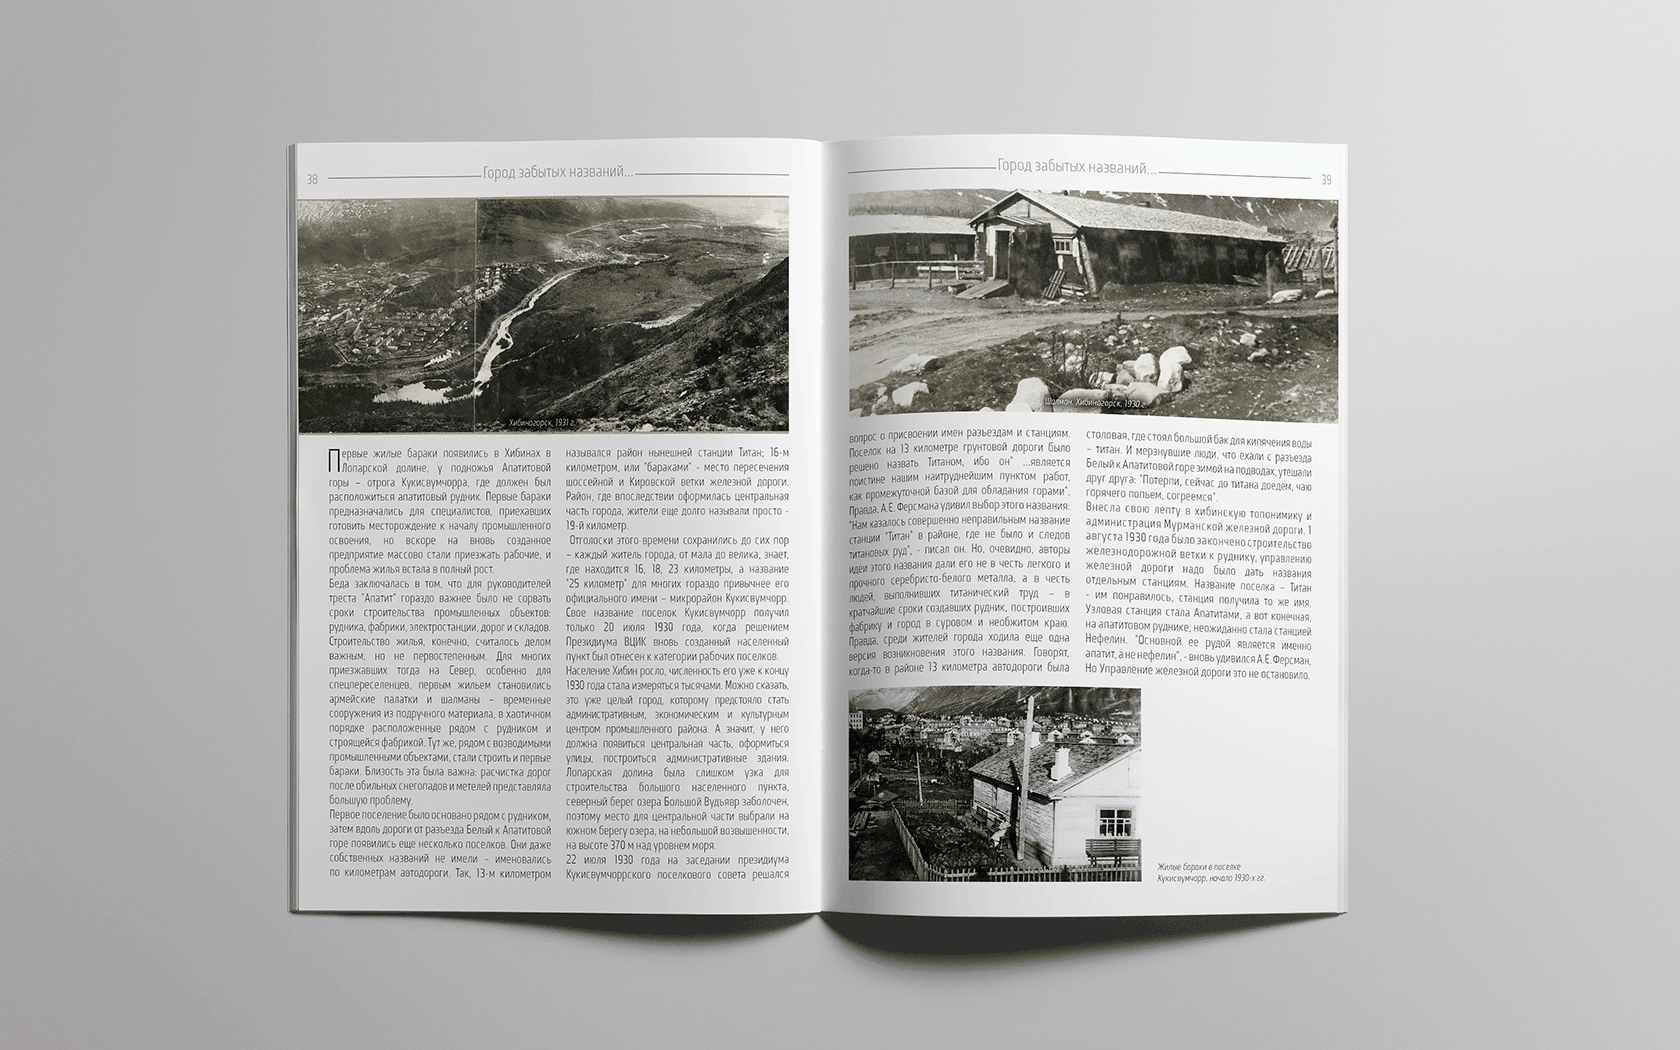 38
Город забытых названий...
Хибиногорск, 1931 г.
Первые жилые бараки появились в Хибинах в
Лопарской долине, у подножья Апатитовой
горы – отрога Кукисвумчорра, где должен был
расположиться апатитовый рудник. Первые бараки
предназначались для специалистов, приехавших
готовить месторождение к началу промышленного
освоения, но вскоре на вновь созданное
предприятие массово стали приезжать рабочие, и
проблема жилья встала в полный рост.
Беда заключалась в том, что для руководителей
треста "Апатит" гораздо важнее было не сорвать
сроки строительства промышленных объектов:
рудника, фабрики, электростанции, дорог и складов.
Строительство жилья, конечно, считалось делом
важным, но не первостепенным. Для многих
приезжавших тогда на Север, особенно для
спецпереселенцев, первым жильем становились
армейские палатки и шалманы – временные
сооружения из подручного материала, в хаотичном
порядке расположенные рядом с рудником и
строящейся фабрикой. Тут же, рядом с возводимыми
промышленными объектами, стали строить и первые
бараки. Близость эта была важна: расчистка дорог
после обильных снегопадов и метелей представляла
большую проблему.
Первое поселение было основано рядом с рудником,
затем вдоль дороги от разъезда Белый к Апатитовой
горе появились еще несколько поселков. Они даже
собственных названий не имели – именовались
по километрам автодороги. Так, 13-м километром
назывался район нынешней станции Титан; 16-м
километром, или "бараками" - место пересечения
шоссейной и Кировской ветки железной дороги.
Район, где впоследствии оформилась центральная
часть города, жители еще долго называли просто -
19-й километр.
Отголоски этого времени сохранились до сих пор
– каждый житель города, от мала до велика, знает,
где находится 16, 18, 23 километры, а название
"25 километр" для многих гораздо привычнее его
официального имени – микрорайон Кукисвумчорр.
Свое название поселок Кукисвумчорр получил
только 20 июля 1930 года, когда решением
Президиума ВЦИК вновь созданный населенный
пункт был отнесен к категории рабочих поселков.
Население Хибин росло, численность его уже к концу
1930 года стала измеряться тысячами. Можно сказать,
это уже целый город, которому предстояло стать
административным, экономическим и культурным
центром промышленного района. А значит, у него
должна появиться центральная часть, оформиться
улицы, построиться административные здания.
Лопарская долина была слишком узка для
строительства большого населенного пункта,
северный берег озера Большой Вудъявр заболочен,
поэтому место для центральной части выбрали на
южном берегу озера, на небольшой возвышенности,
на высоте 370 м над уровнем моря.
22 июля 1930 года на заседании президиума
Кукисвумчоррского поселкового совета решался
Город забытых названий...
39
Шалман. Хибиногорск, 1930 г.
вопрос о присвоении имен разъездам и станциям.
Поселок на 13 километре грунтовой дороги было
решено назвать Титаном, ибо он" ...является
поистине нашим наитруднейшим пунктом работ,
как промежуточной базой для обладания горами".
Правда, А.Е. Ферсмана удивил выбор этого названия:
"Нам казалось совершенно неправильным название
станции "Титан" в районе, где не было и следов
титановых руд", - писал он. Но, очевидно, авторы
идеи этого названия дали его не в честь легкого и
прочного серебристо-белого металла, а в честь
людей, выполнивших титанический труд – в
кратчайшие сроки создавших рудник, построивших
фабрику и город в суровом и необжитом краю.
Правда, среди жителей города ходила еще одна
версия возникновения этого названия. Говорят,
когда-то в районе 13 километра автодороги была
столовая, где стоял большой бак для кипячения воды
– титан. И мерзнувшие люди, что ехали с разъезда
Белый к Апатитовой горе зимой на подводах, утешали
друг друга: "Потерпи, сейчас до титана доедем, чаю
горячего попьем, согреемся".
Внесла свою лепту в хибинскую топонимику и
администрация Мурманской железной дороги. 1
августа 1930 года было закончено строительство
железнодорожной ветки к руднику, управлению
железной дороги надо было дать названия
отдельным станциям. Название поселка – Титан
- им понравилось, станция получила то же имя.
Узловая станция стала Апатитами, а вот конечная,
на апатитовом руднике, неожиданно стала станцией
Нефелин. "Основной ее рудой является именно
апатит, а не нефелин", - вновь удивился А.Е. Ферсман,
Но Управление железной дороги это не остановило.
Жилые бараки в поселке
Кукисвумчорр, начало 1930-х гг.